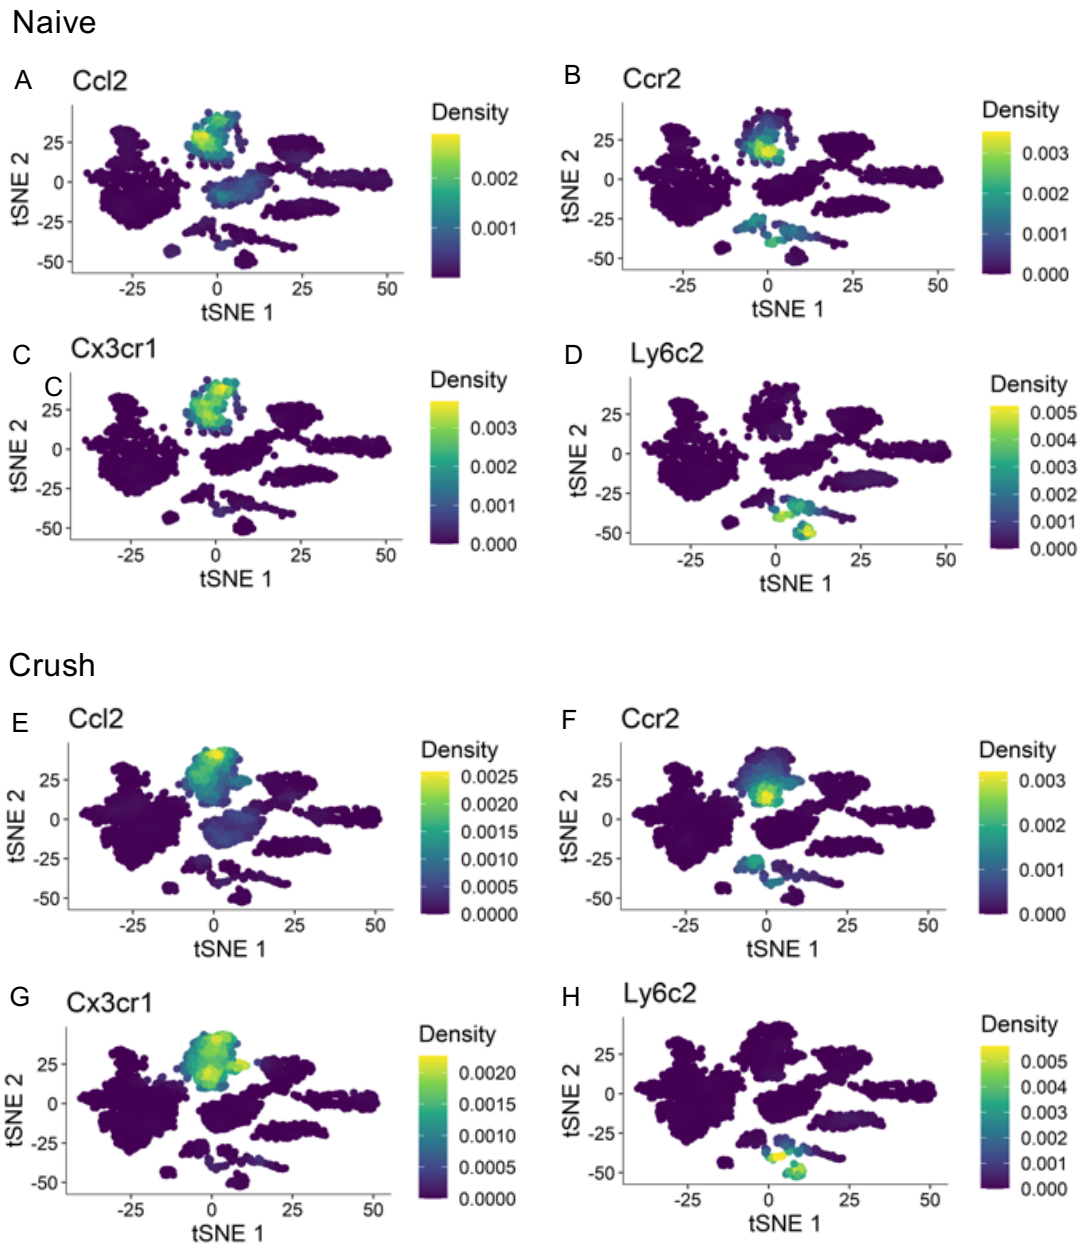 Naive
A Ccl2
Density
0.002
0.001
tSNE 2
25
0
-25
-50
-25 0 25 50
tSNE 1
B Ccr2
Density
0.003
0.002
0.001
0.000
tSNE 2
25
0
-25
-50
-25 0 25 50
tSNE 1
C Cx3cr1
C
Density
0.003
0.002
0.001
0.000
tSNE 2
25
0
-25
-50
-25 0 25 50
tSNE 1
D Ly6c2
Density
0.005
0.004
0.003
0.002
0.001
0.000
tSNE 2
25
0
-25
-50
-25 0 25 50
tSNE 1
Crush
E Ccl2
Density
0.0025
0.0020
0.0015
0.0010
0.0005
0.0000
tSNE 2
25
0
-25
-50
-25 0 25 50
tSNE 1
F Ccr2
Density
0.003
0.002
0.001
0.000
tSNE 2
25
0
-25
-50
-25 0 25 50
tSNE 1
G Cx3cr1
Density
0.0020
0.0015
0.0010
0.0005
0.0000
tSNE 2
25
0
-25
-50
-25 0 25 50
tSNE 1
H Ly6c2
Density
0.005
0.004
0.003
0.002
0.001
0.000
tSNE 2
25
0
-25
-50
-25 0 25 50
tSNE 1